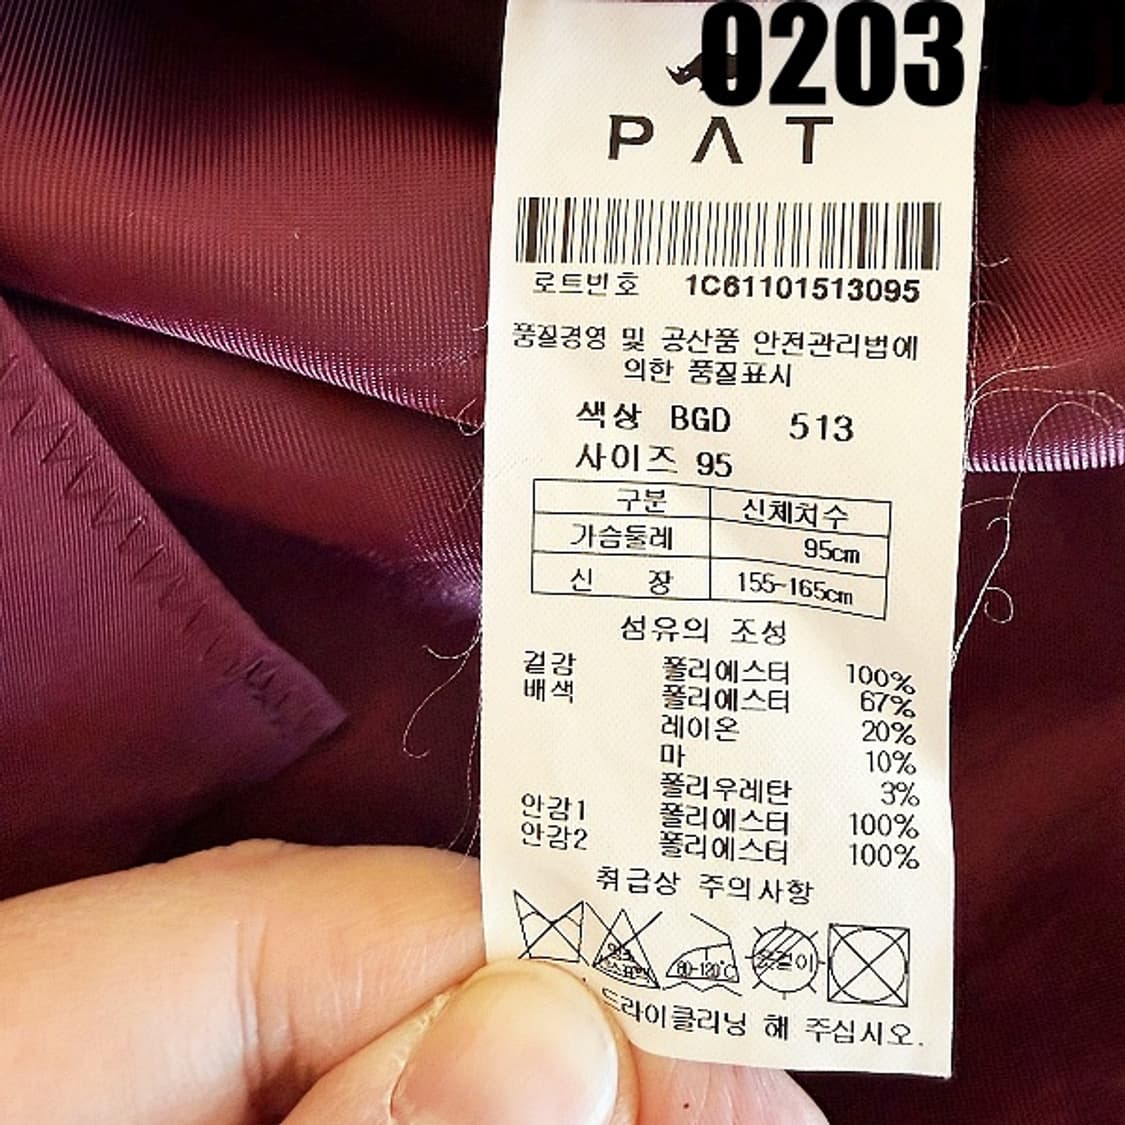 0203
PAT
로트번호 1C61101513095
품질경영 및 공산품 안전관리법에
의한 품질표시
색상 BGD 513
사이즈 95
구분 신체치수
가슴둘레 95cm
신 장 155~165cm
섬유의 조성
겉감 폴리에스터 100%
배색 폴리에스터 67%
레이온 20%
마 10%
폴리우레탄 3%
안감1 폴리에스터 100%
안감2 폴리에스터 100%
취급상 주의사항
80~120℃ 옷걸이
드라이클리닝 해 주십시오.